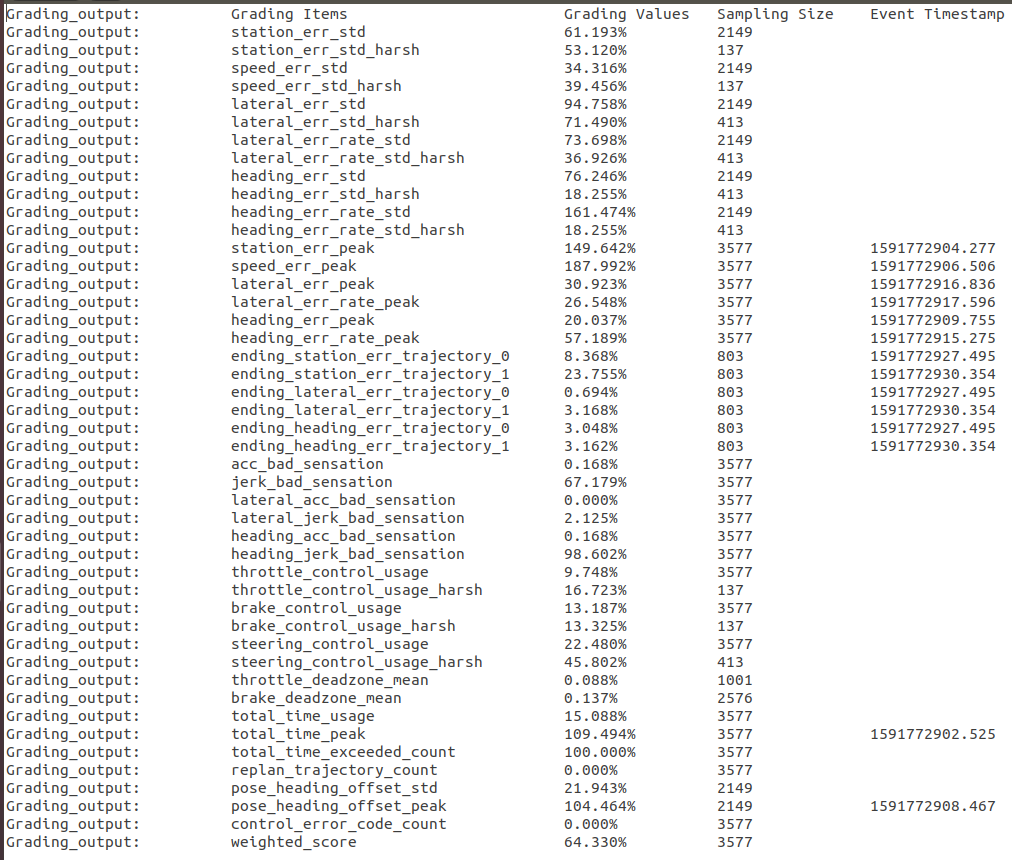 Grading_output: Grading Items Grading Values Sampling Size Event Timestamp
Grading_output: station_err_std 61.193% 2149
Grading_output: station_err_std_harsh 53.120% 137
Grading_output: speed_err_std 34.316% 2149
Grading_output: speed_err_std_harsh 39.456% 137
Grading_output: lateral_err_std 94.758% 2149
Grading_output: lateral_err_std_harsh 71.490% 413
Grading_output: lateral_err_rate_std 73.698% 2149
Grading_output: lateral_err_rate_std_harsh 36.926% 413
Grading_output: heading_err_std 76.246% 2149
Grading_output: heading_err_std_harsh 18.255% 413
Grading_output: heading_err_rate_std 161.474% 2149
Grading_output: heading_err_rate_std_harsh 18.255% 413
Grading_output: station_err_peak 149.642% 3577 1591772904.277
Grading_output: speed_err_peak 187.992% 3577 1591772906.506
Grading_output: lateral_err_peak 30.923% 3577 1591772916.836
Grading_output: lateral_err_rate_peak 26.548% 3577 1591772917.596
Grading_output: heading_err_peak 20.037% 3577 1591772909.755
Grading_output: heading_err_rate_peak 57.189% 3577 1591772915.275
Grading_output: ending_station_err_trajectory_0 8.368% 803 1591772927.495
Grading_output: ending_station_err_trajectory_1 23.755% 803 1591772930.354
Grading_output: ending_lateral_err_trajectory_0 0.694% 803 1591772927.495
Grading_output: ending_lateral_err_trajectory_1 3.168% 803 1591772930.354
Grading_output: ending_heading_err_trajectory_0 3.048% 803 1591772927.495
Grading_output: ending_heading_err_trajectory_1 3.162% 803 1591772930.354
Grading_output: acc_bad_sensation 0.168% 3577
Grading_output: jerk_bad_sensation 67.179% 3577
Grading_output: lateral_acc_bad_sensation 0.000% 3577
Grading_output: lateral_jerk_bad_sensation 2.125% 3577
Grading_output: heading_acc_bad_sensation 0.168% 3577
Grading_output: heading_jerk_bad_sensation 98.602% 3577
Grading_output: throttle_control_usage 9.748% 3577
Grading_output: throttle_control_usage_harsh 16.723% 137
Grading_output: brake_control_usage 13.187% 3577
Grading_output: brake_control_usage_harsh 13.325% 137
Grading_output: steering_control_usage 22.480% 3577
Grading_output: steering_control_usage_harsh 45.802% 413
Grading_output: throttle_deadzone_mean 0.088% 1001
Grading_output: brake_deadzone_mean 0.137% 2576
Grading_output: total_time_usage 15.088% 3577
Grading_output: total_time_peak 109.494% 3577 1591772902.525
Grading_output: total_time_exceeded_count 100.000% 3577
Grading_output: replan_trajectory_count 0.000% 3577
Grading_output: pose_heading_offset_std 21.943% 2149
Grading_output: pose_heading_offset_peak 104.464% 2149 1591772908.467
Grading_output: control_error_code_count 0.000% 3577
Grading_output: weighted_score 64.330% 3577